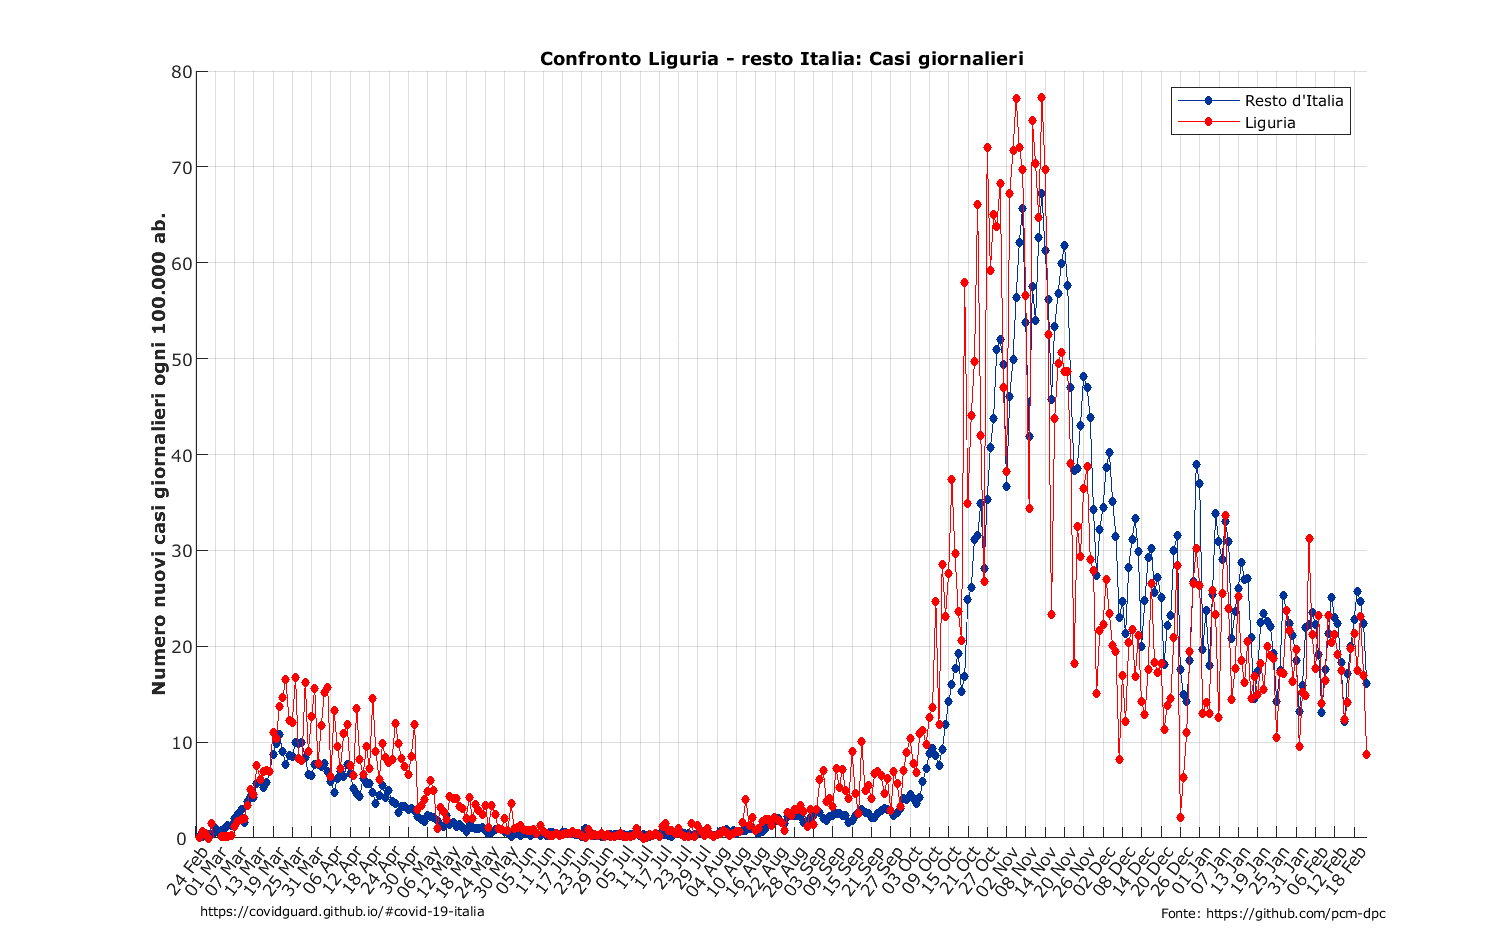 Confronto Liguria - resto Italia: Casi giornalieri
Numero nuovi casi giornalieri ogni 100.000 ab.
80
70
60
50
40
30
20
10
0
Resto d'Italia
Liguria
24 Feb
01 Mar
07 Mar
13 Mar
19 Mar
25 Mar
31 Mar
06 Apr
12 Apr
18 Apr
24 Apr
30 Apr
06 May
12 May
18 May
24 May
30 May
05 Jun
11 Jun
17 Jun
23 Jun
29 Jun
05 Jul
11 Jul
17 Jul
23 Jul
29 Jul
04 Aug
10 Aug
16 Aug
22 Aug
28 Aug
03 Sep
09 Sep
15 Sep
21 Sep
27 Sep
03 Oct
09 Oct
15 Oct
21 Oct
27 Oct
02 Nov
08 Nov
14 Nov
20 Nov
26 Nov
02 Dec
08 Dec
14 Dec
20 Dec
26 Dec
01 Jan
07 Jan
13 Jan
19 Jan
25 Jan
31 Jan
06 Feb
12 Feb
18 Feb
https://covidguard.github.io/#covid-19-italia
Fonte: https://github.com/pcm-dpc